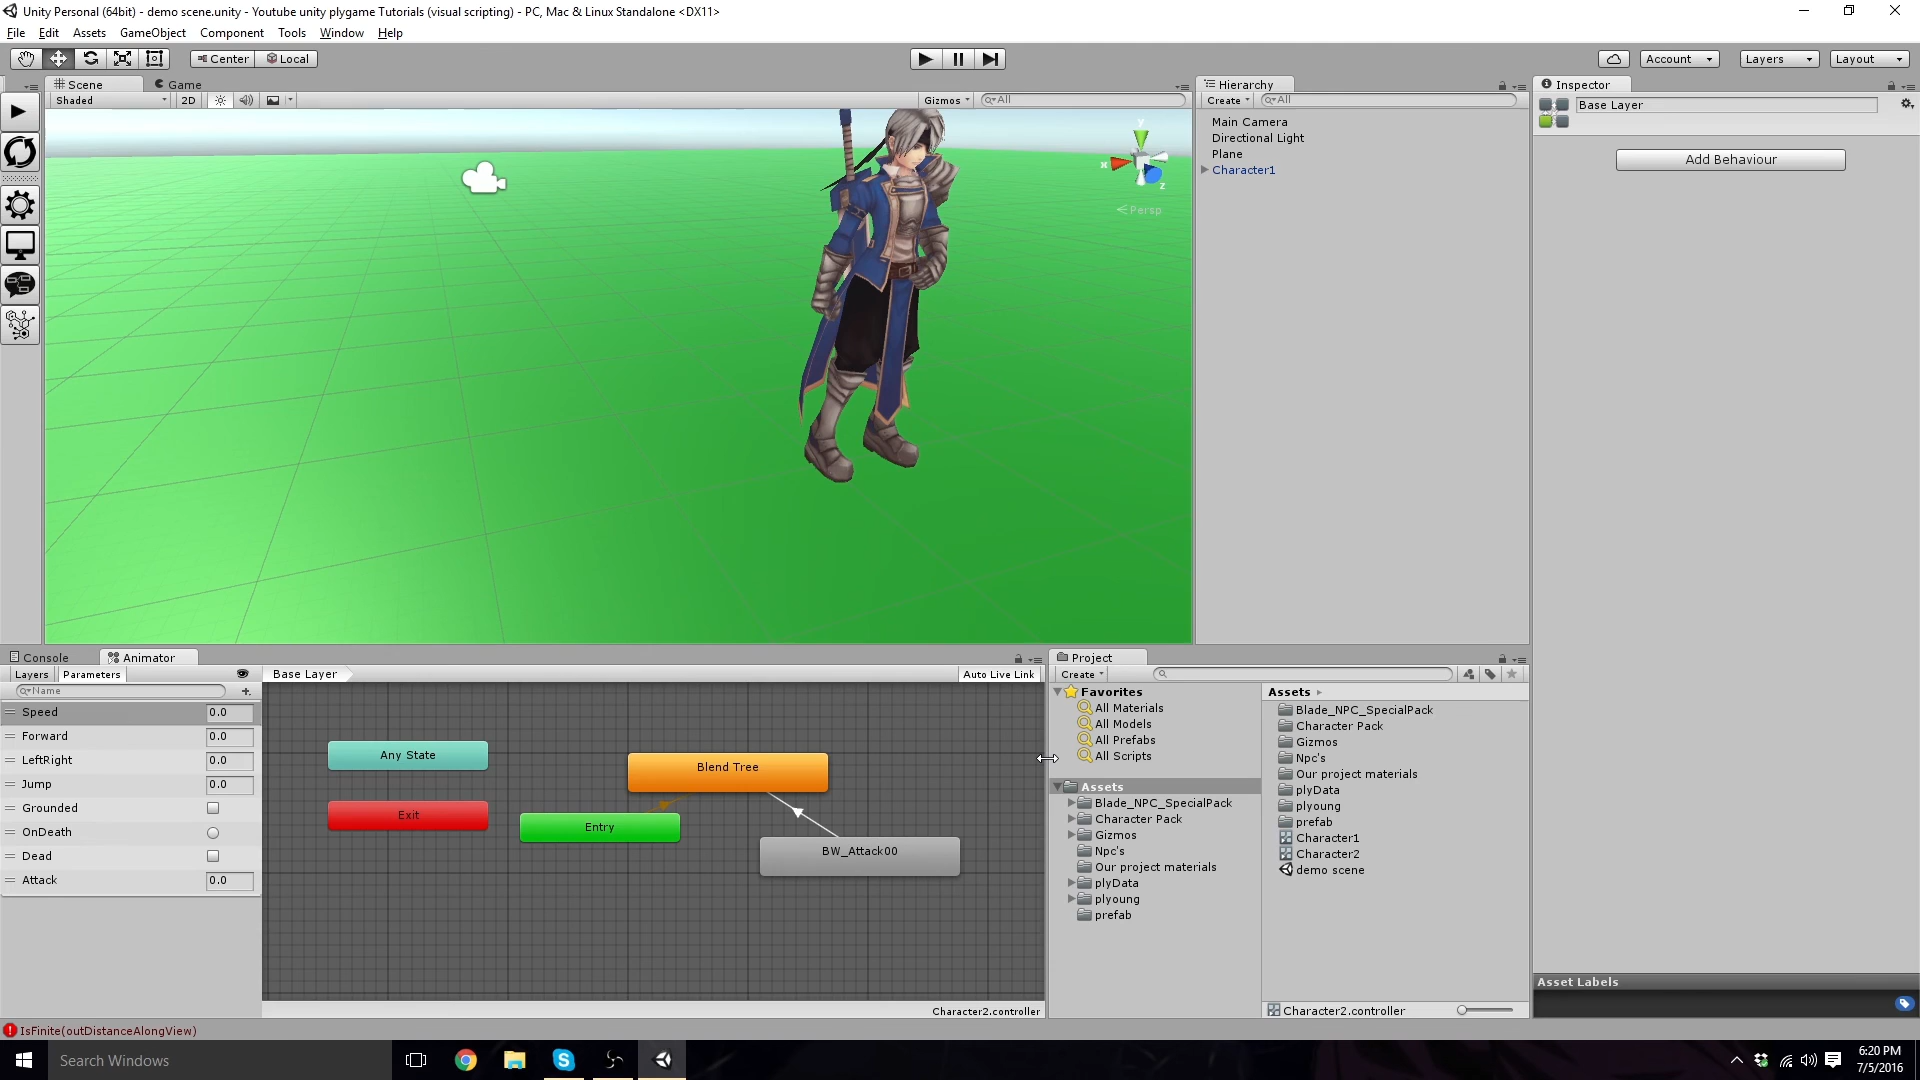 Unity Personal (64bit) - demo scene.unity - Youtube unity plygame Tutorials (visual scripting) - PC, Mac & Linux Standalone <DX11>
File Edit Assets GameObject Component Tools Window Help
Center Local
Account Layers Layout
Scene Game
Shaded 2D Gizmos All
y
x
z
Persp
Hierarchy
Create All
Main Camera
Directional Light
Plane
Character1
Inspector
Base Layer
Add Behaviour
Console Animator
Layers Parameters
Name
Speed 0.0
Forward 0.0
LeftRight 0.0
Jump 0.0
Grounded
OnDeath
Dead
Attack 0.0
Base Layer Auto Live Link
Any State
Exit
Blend Tree
Entry
BW_Attack00
Character2.controller
Project
Create
Favorites
All Materials
All Models
All Prefabs
All Scripts
Assets
Blade_NPC_SpecialPack
Character Pack
Gizmos
Npc's
Our project materials
plyData
plyoung
prefab
Assets
Blade_NPC_SpecialPack
Character Pack
Gizmos
Npc's
Our project materials
plyData
plyoung
prefab
Character1
Character2
demo scene
Character2.controller
Asset Labels
IsFinite(outDistanceAlongView)
Search Windows
6:20 PM
7/5/2016